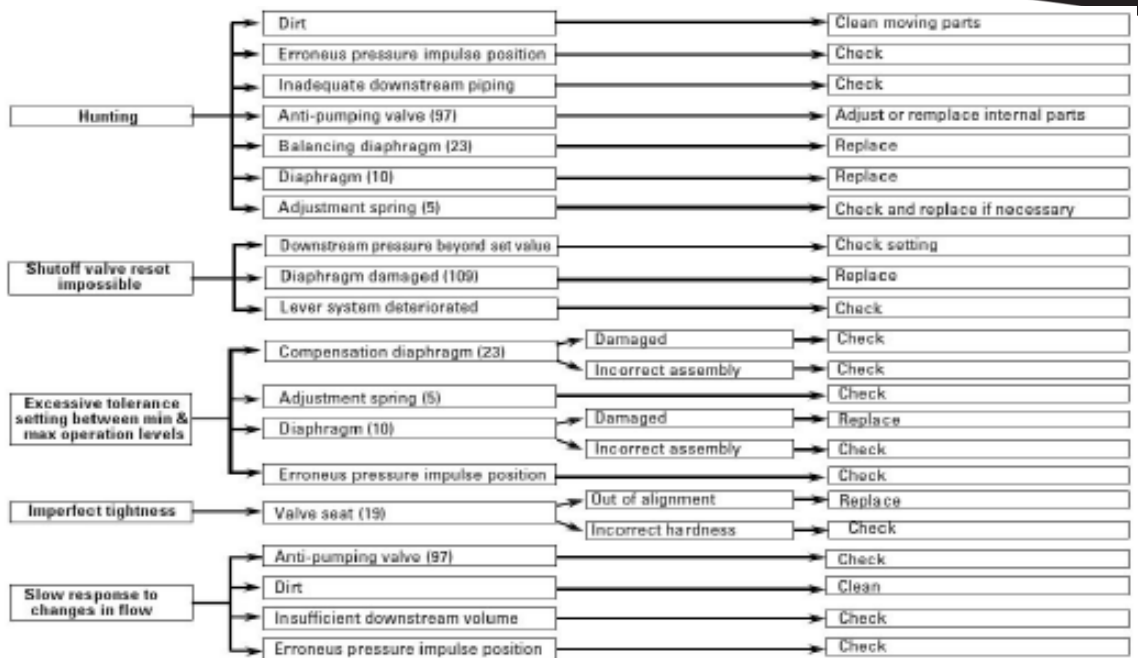 Hunting
Dirt
Clean moving parts
Erroneus pressure impulse position
Check
Inadequate downstream piping
Check
Anti-pumping valve (97)
Adjust or remplace internal parts
Balancing diaphragm (23)
Replace
Diaphragm (10)
Replace
Adjustment spring (5)
Check and replace if necessary
Shutoff valve reset
impossible
Downstream pressure beyond set value
Check setting
Diaphragm damaged (109)
Replace
Lever system deteriorated
Check
Excessive tolerance
setting between min &
max operation levels
Compensation diaphragm (23)
Damaged
Check
Incorrect assembly
Check
Adjustment spring (5)
Check
Diaphragm (10)
Damaged
Replace
Incorrect assembly
Check
Erroneus pressure impulse position
Check
Imperfect tightness
Valve seat (19)
Out of alignment
Replace
Incorrect hardness
Check
Slow response to
changes in flow
Anti-pumping valve (97)
Check
Dirt
Clean
Insufficient downstream volume
Check
Erroneus pressure impulse position
Check